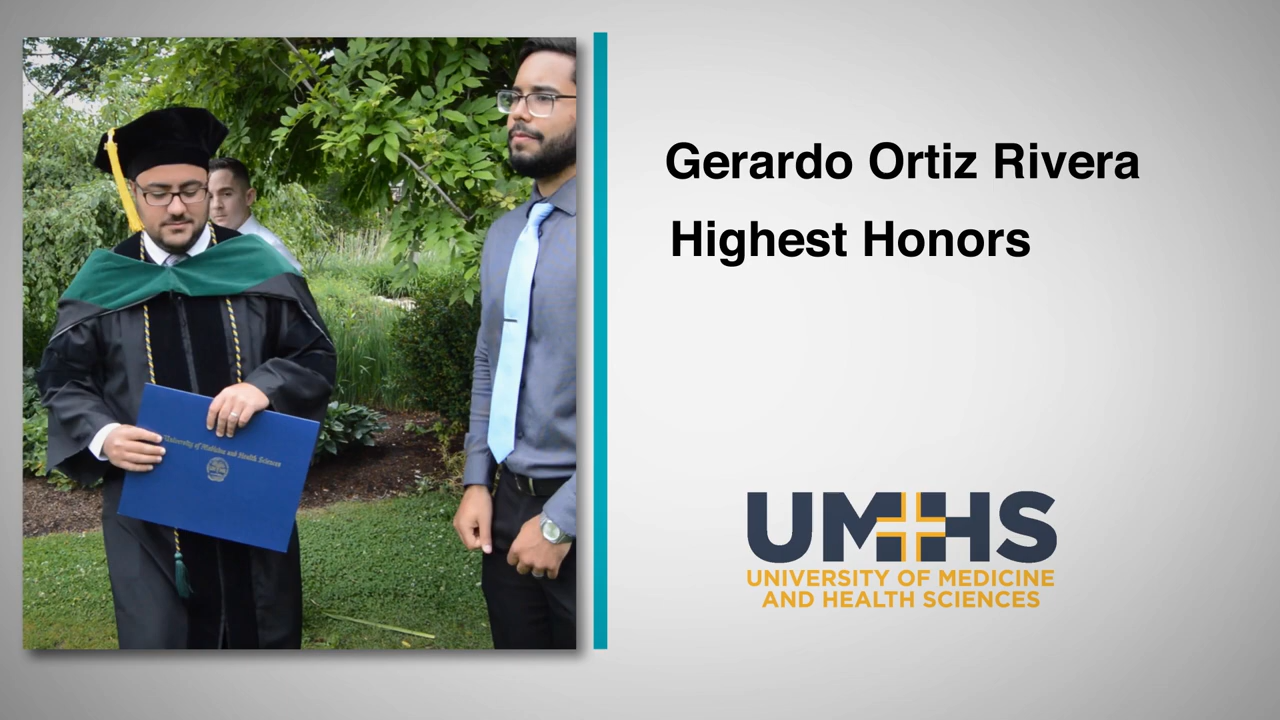 Gerardo Ortiz Rivera
Highest Honors
University of Medicine and Health Sciences
UMHS
UNIVERSITY OF MEDICINE
AND HEALTH SCIENCES